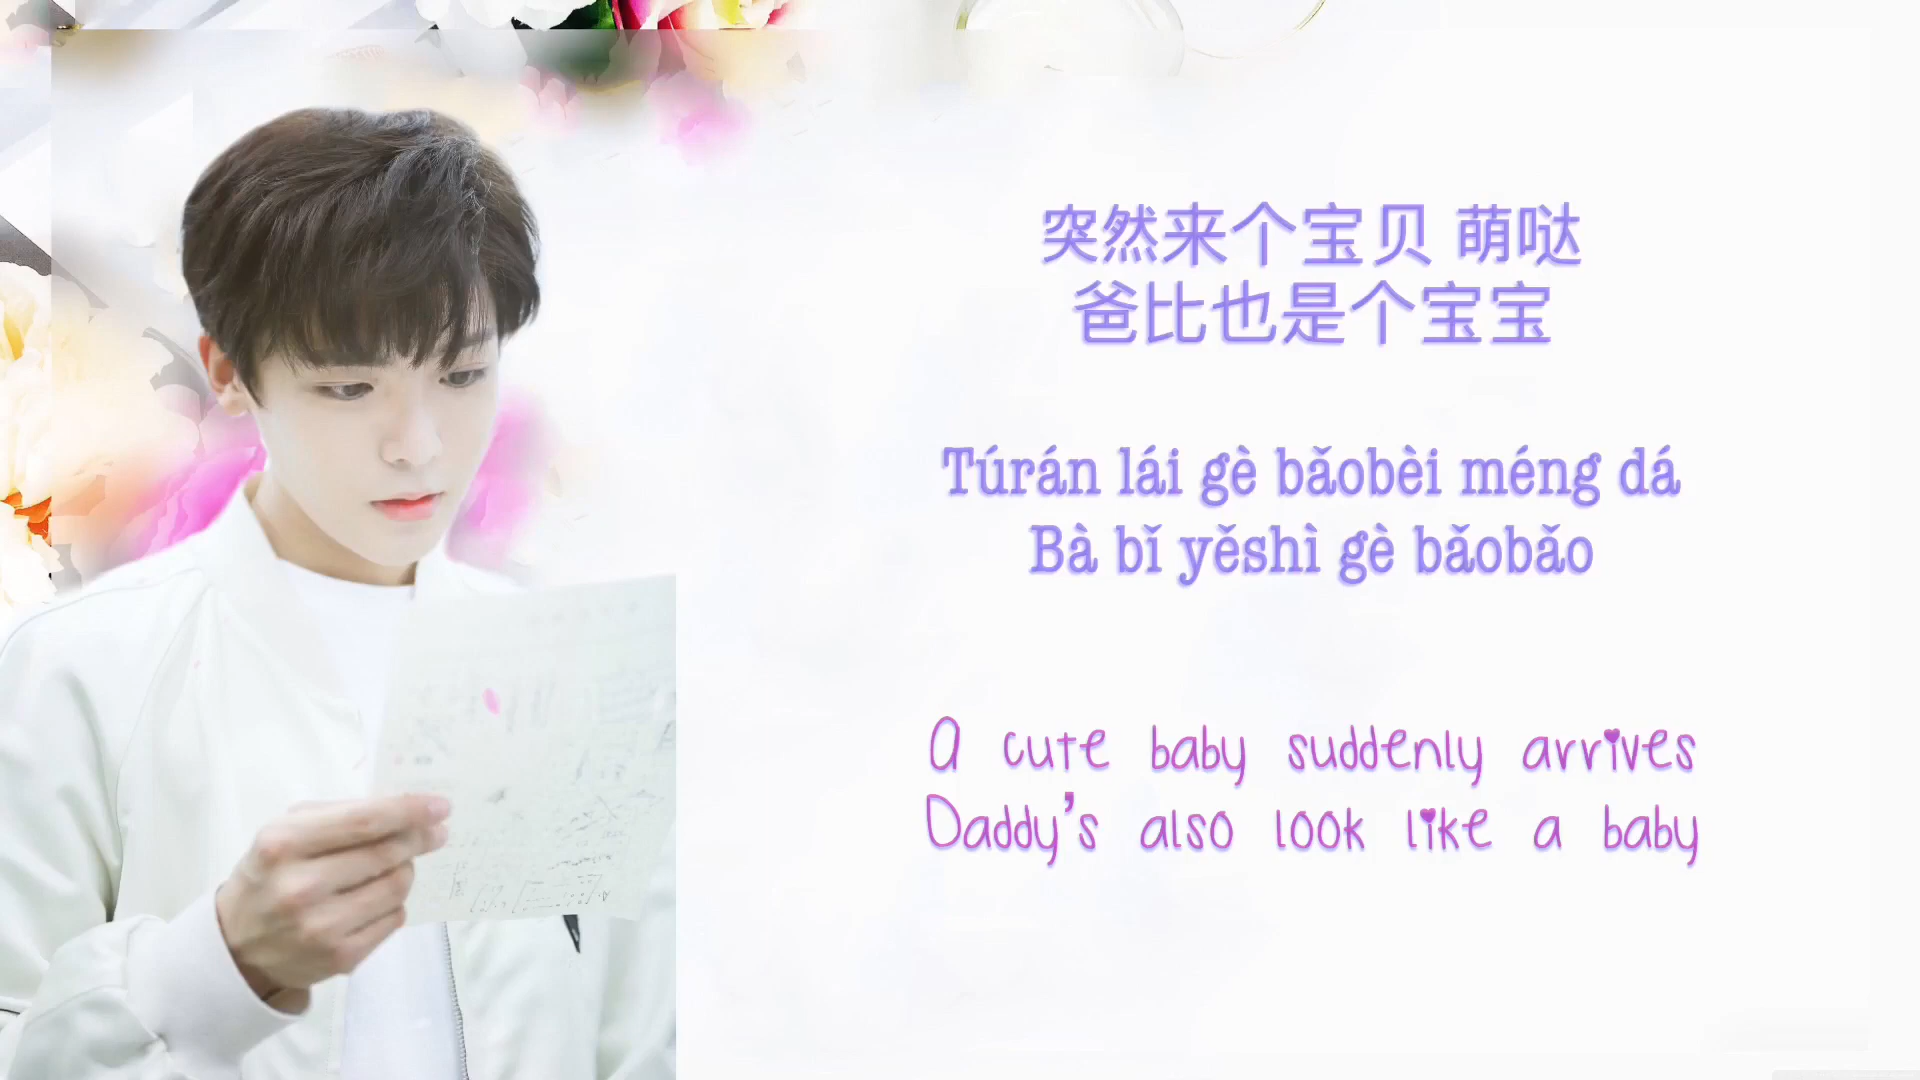 突然来个宝贝 萌哒
爸比也是个宝宝
Túrán lái gè bǎobèi méng dá
Bà bǐ yěshì gè bǎobǎo
A cute baby suddenly arrives
Daddy's also look like a baby